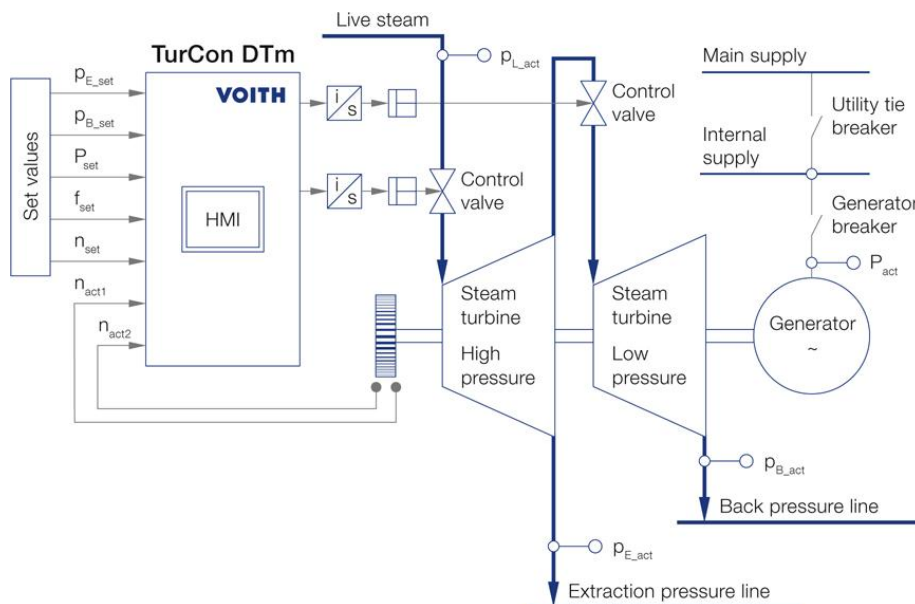 Live steam
TurCon DTm
p_L_act
Main supply
p_E_set
VOITH
i
s
Control
valve
Utility tie
breaker
p_B_set
Internal
supply
P_set
i
s
Control
valve
Set values
HMI
Generator
breaker
f_set
n_set
P_act
n_act1
Steam
turbine
Steam
turbine
Generator
~
n_act2
High
pressure
Low
pressure
p_B_act
Back pressure line
p_E_act
Extraction pressure line